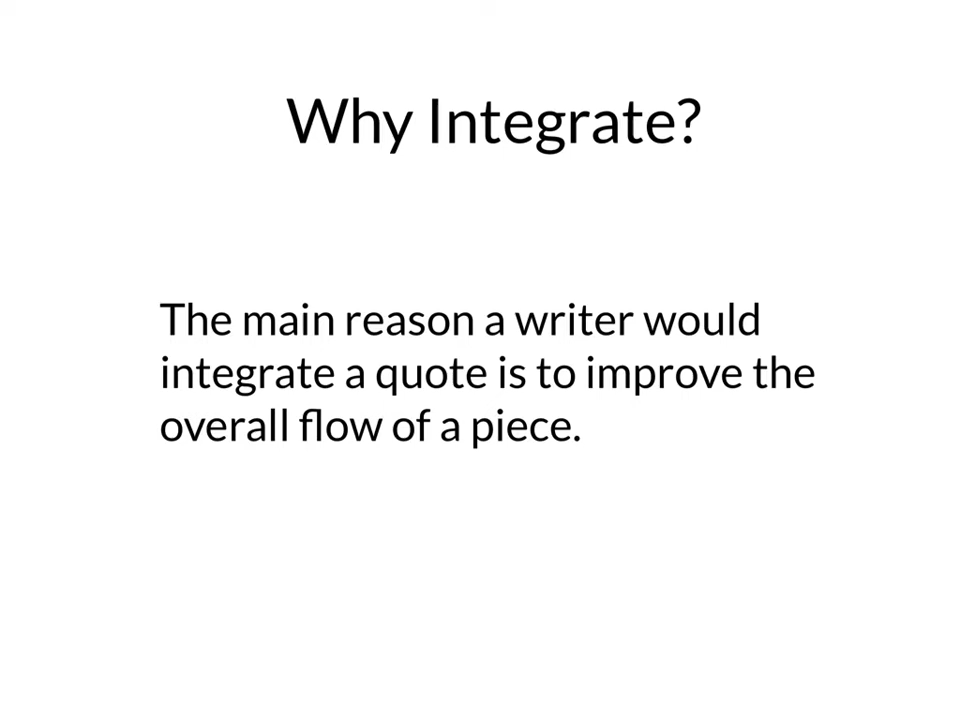 Why Integrate?
The main reason a writer would
integrate a quote is to improve the
overall flow of a piece.